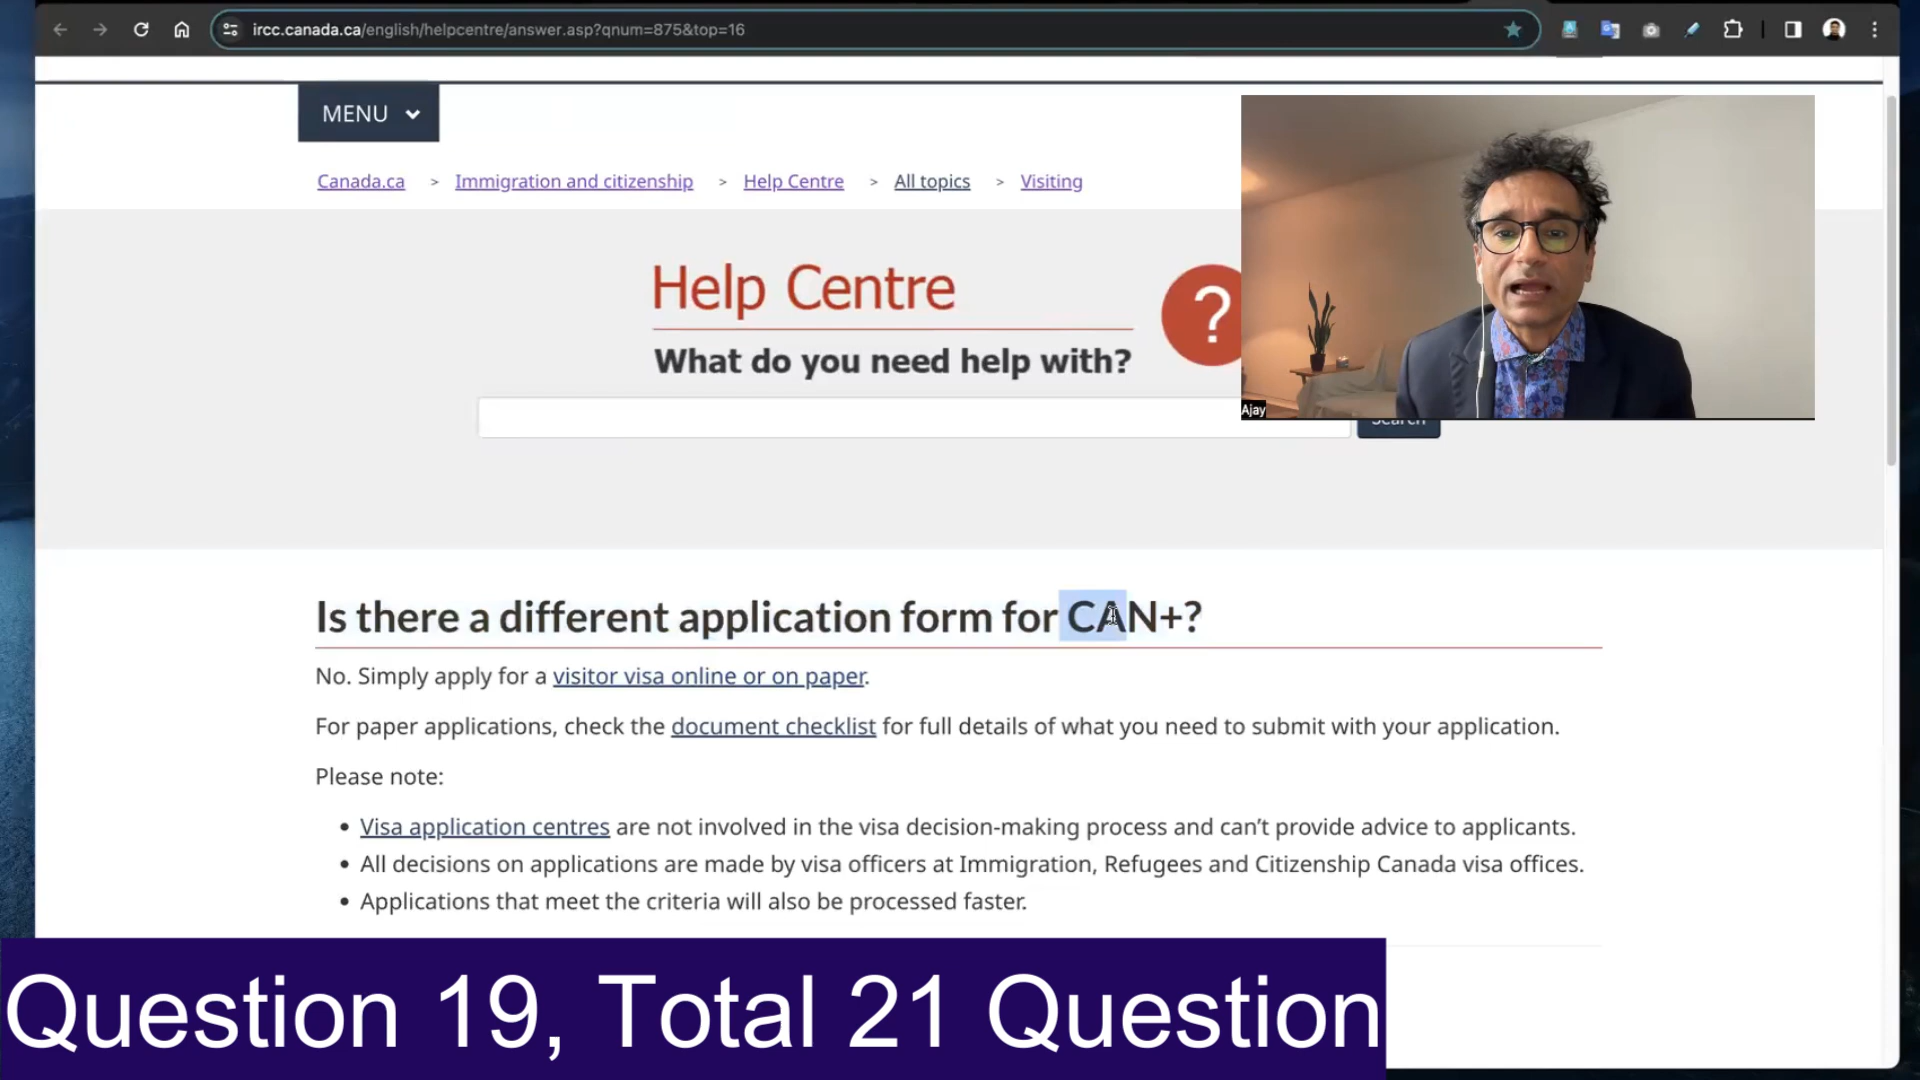 ircc.canada.ca/english/helpcentre/answer.asp?qnum=875&top=16
MENU
Canada.ca > Immigration and citizenship > Help Centre > All topics > Visiting
Help Centre
?
What do you need help with?
Ajay
Search
Is there a different application form for CAN+?
No. Simply apply for a visitor visa online or on paper.
For paper applications, check the document checklist for full details of what you need to submit with your application.
Please note:
• Visa application centres are not involved in the visa decision-making process and can’t provide advice to applicants.
• All decisions on applications are made by visa officers at Immigration, Refugees and Citizenship Canada visa offices.
• Applications that meet the criteria will also be processed faster.
Question 19, Total 21 Question